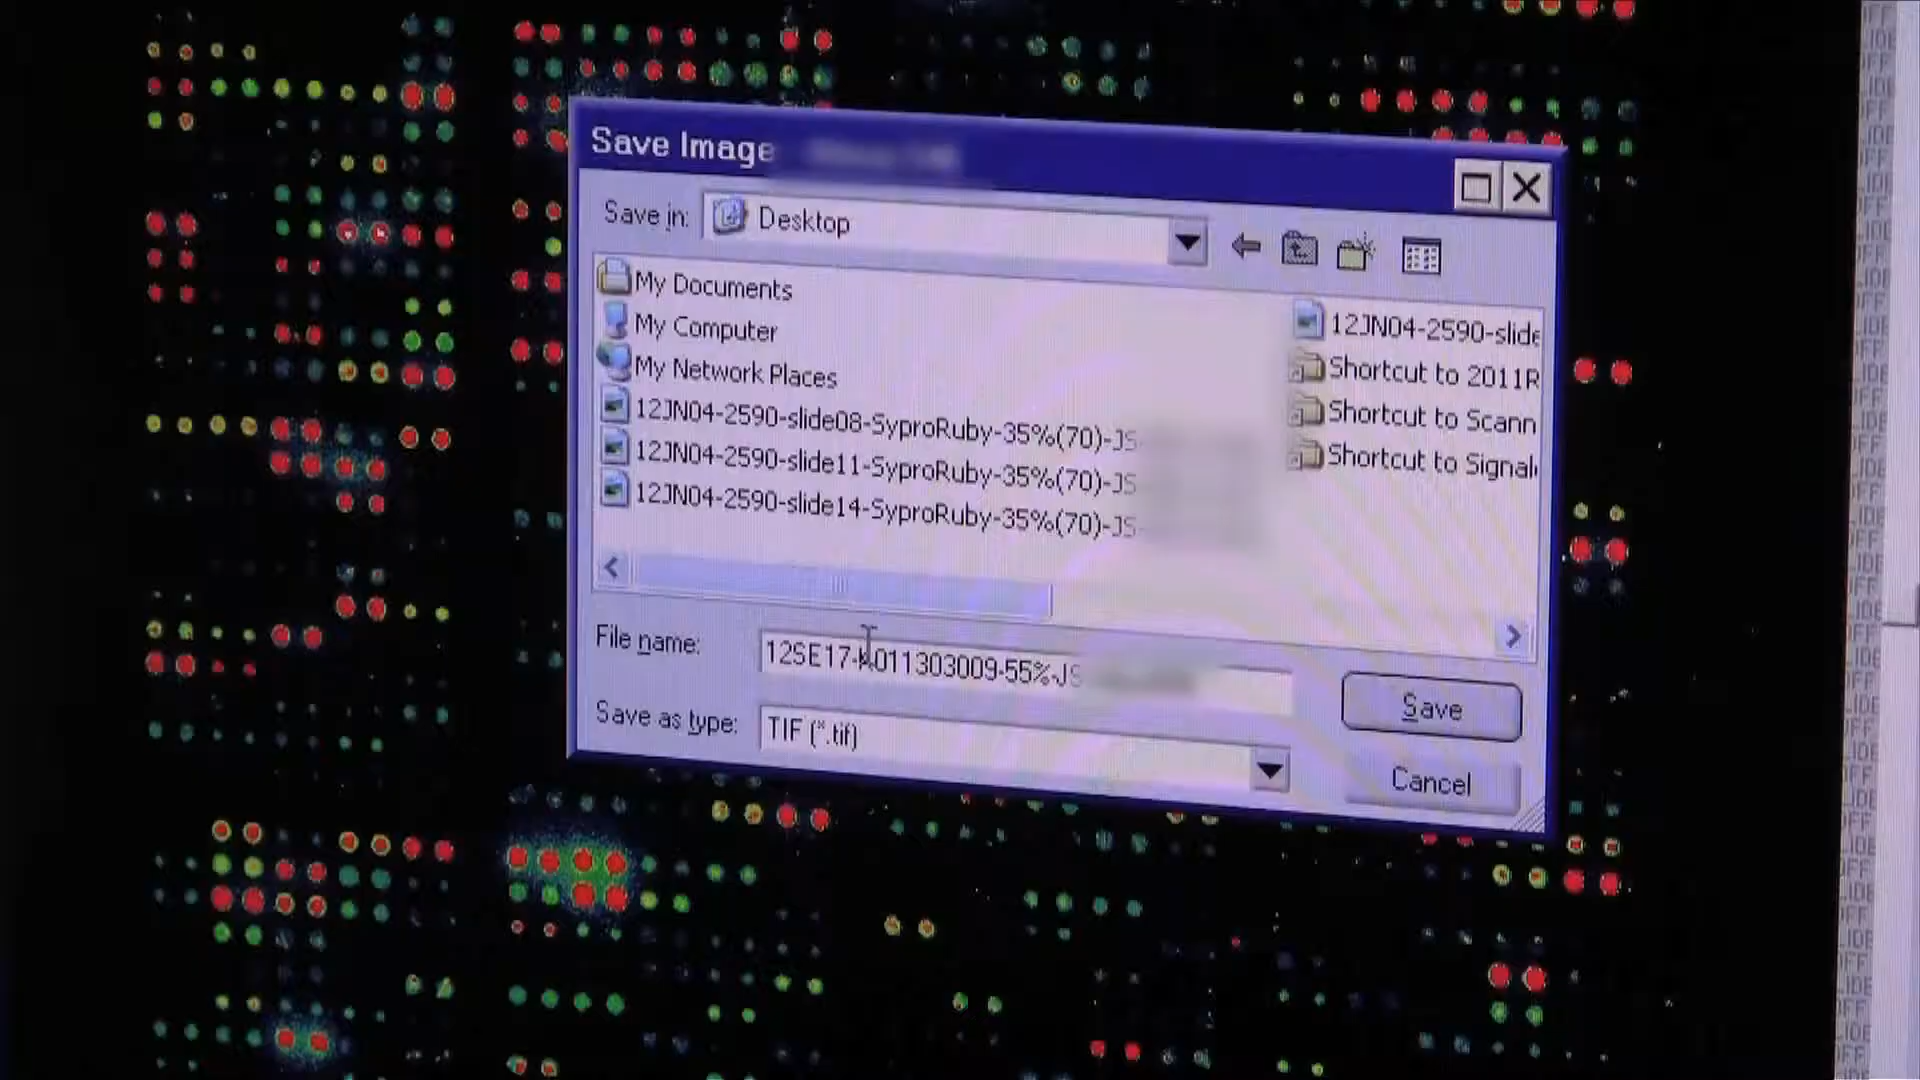 Save Image
Save in: Desktop
My Documents
My Computer
My Network Places
12JN04-2590-slide08-SyproRuby-35%(70)-JS-
12JN04-2590-slide11-SyproRuby-35%(70)-JS-
12JN04-2590-slide14-SyproRuby-35%(70)-JS-
12JN04-2590-slide
Shortcut to 2011R
Shortcut to Scann
Shortcut to Signal
File name: 12SE17-K011303009-55%-JS
Save
Save as type: TIF (*.tif)
Cancel